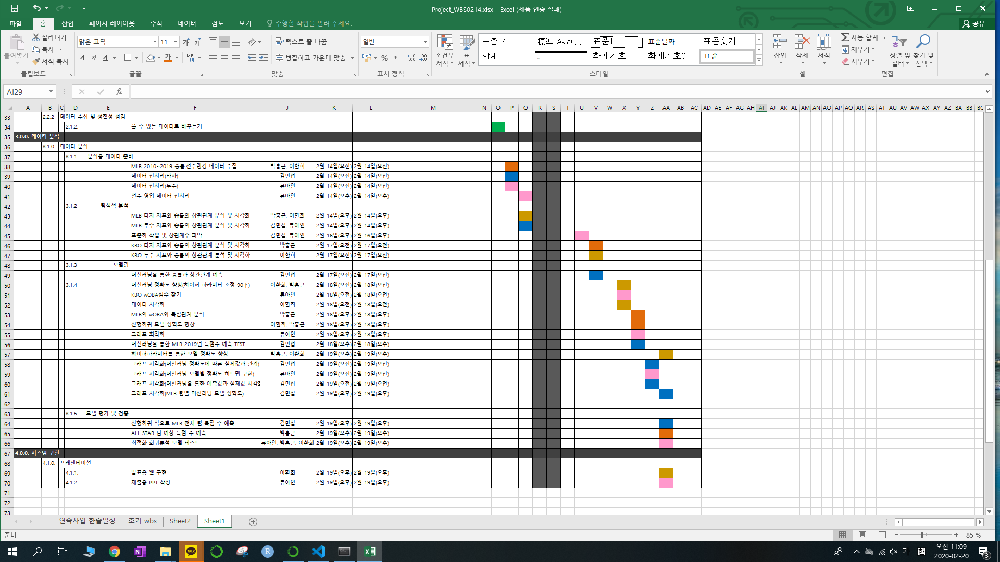 Project_WBS0214.xlsx - Excel (제품 인증 실패)
파일 홈 삽입 페이지 레이아웃 수식 데이터 검토 보기 수행할 작업을 알려 주세요. 공유
붙여넣기 잘라내기 복사 서식 복사 클립보드
맑은 고딕 11 가 가 가 가 가 가 내천 글꼴
텍스트 줄 바꿈 병합하고 가운데 맞춤 맞춤
일반 % , 표시 형식
조건부 서식 표 서식 표준 7 標準_Akia(... 표준1 표준날짜 표준숫자
합계 화폐기호 화폐기호0 표준 스타일
삽입 삭제 서식 셀
자동 합계 채우기 지우기 정렬 및 필터 찾기 및 선택 편집
AI29 fx
A B C D E F J K L M N O P Q R S T U V W X Y Z AA AB AC AD AE AF AG AH AI AJ AK AL AM AN AO AP AQ AR AS AT AU AV AW AX AY AZ BA BB BC
33 2.2.2 데이터 수집 및 정합성 점검
34 2.1.2. 쓸 수 있는 데이터로 바꾸는거
35 3.0.0. 데이터 분석
36 3.1.0. 데이터 분석
37 3.1.1. 분석용 데이터 준비
38 MLB 2010~2019 승률,선수랭킹 데이터 수집 박홍근, 이환희 2월 14일(오전) 2월 14일(오전)
39 데이터 전처리(타자) 김민섭 2월 14일(오전) 2월 14일(오전)
40 데이터 전처리(투수) 류아인 2월 14일(오전) 2월 14일(오전)
41 선수 영입 데이터 전처리 류아인 2월 14일(오후) 2월 14일(오후)
42 3.1.2 탐색적 분석
43 MLB 타자 지표와 승률의 상관관계 분석 및 시각화 박홍근, 이환희 2월 14일(오후) 2월 14일(오후)
44 MLB 투수 지표와 승률의 상관관계 분석 및 시각화 김민섭, 류아인 2월 14일(오후) 2월 14일(오후)
45 표준화 작업 및 상관계수 파악 김민섭, 류아인 2월 16일(오후) 2월 16일(오후)
46 KBO 타자 지표와 승률의 상관관계 분석 및 시각화 박홍근 2월 17일(오전) 2월 17일(오전)
47 KBO 투수 지표와 승률의 상관관계 분석 및 시각화 이환희 2월 17일(오전) 2월 17일(오전)
48 3.1.3 모델링
49 머신러닝을 통한 승률과 상관관계 예측 김민섭 2월 17일(오전) 2월 17일(오전)
50 3.1.4 머신러닝 정확도 향상(하이퍼 파라미터 조정 90↑) 이환희, 박홍근 2월 18일(오전) 2월 18일(오전)
51 KBO wOBA점수 찾기 류아인 2월 18일(오전) 2월 18일(오전)
52 데이터 시각화 이환희 2월 18일(오전) 2월 18일(오전)
53 MLB의 wOBA와 득점관계 분석 박홍근 2월 18일(오후) 2월 18일(오후)
54 선형회귀 모델 정확도 향상 이환희, 박홍근 2월 18일(오후) 2월 18일(오후)
55 그래프 최적화 류아인 2월 18일(오후) 2월 18일(오후)
56 머신러닝을 통한 MLB 2019년 득점수 예측 TEST 김민섭 2월 18일(오후) 2월 18일(오후)
57 하이퍼파라미터를 통한 모델 정확도 향상 박홍근, 이환희 2월 19일(오후) 2월 19일(오후)
58 그래프 시각화(머신러닝 정확도에 따른 실제값과 관계) 김민섭 2월 19일(오전) 2월 19일(오전)
59 그래프 시각화(머신러닝 모델별 정확도 히트맵 구현) 류아인 2월 19일(오전) 2월 19일(오전)
60 그래프 시각화(머신러닝을 통한 예측값과 실제값 시각화 김민섭 2월 19일(오전) 2월 19일(오전)
61 그래프 시각화(MLB 팀별 머신러닝 모델 정확도) 김민섭 2월 19일(오후) 2월 19일(오후)
62
63 3.1.5 모델 평가 및 검증
64 선형회귀 식으로 MLB 전체 팀 득점 수 예측 김민섭 2월 19일(오후) 2월 19일(오후)
65 ALL STAR 팀 예상 득점 수 예측 박홍근 2월 19일(오후) 2월 19일(오후)
66 최적화 회귀분석 모델 테스트 류아인, 박홍근, 이환희 2월 19일(오후) 2월 19일(오후)
67 4.0.0. 시스템 구현
68 4.1.0. 프레젠테이션
69 4.1.1. 발표용 웹 구현 이환희 2월 19일(오후) 2월 19일(오후)
70 4.1.2. 제출용 PPT 작성 류아인 2월 19일(오후) 2월 19일(오후)
71
72
73
연속사업 한줄일정 초기 wbs Sheet2 Sheet1
준비 85 %
N TALK R 가 한 오전 11:09
2020-02-20 3